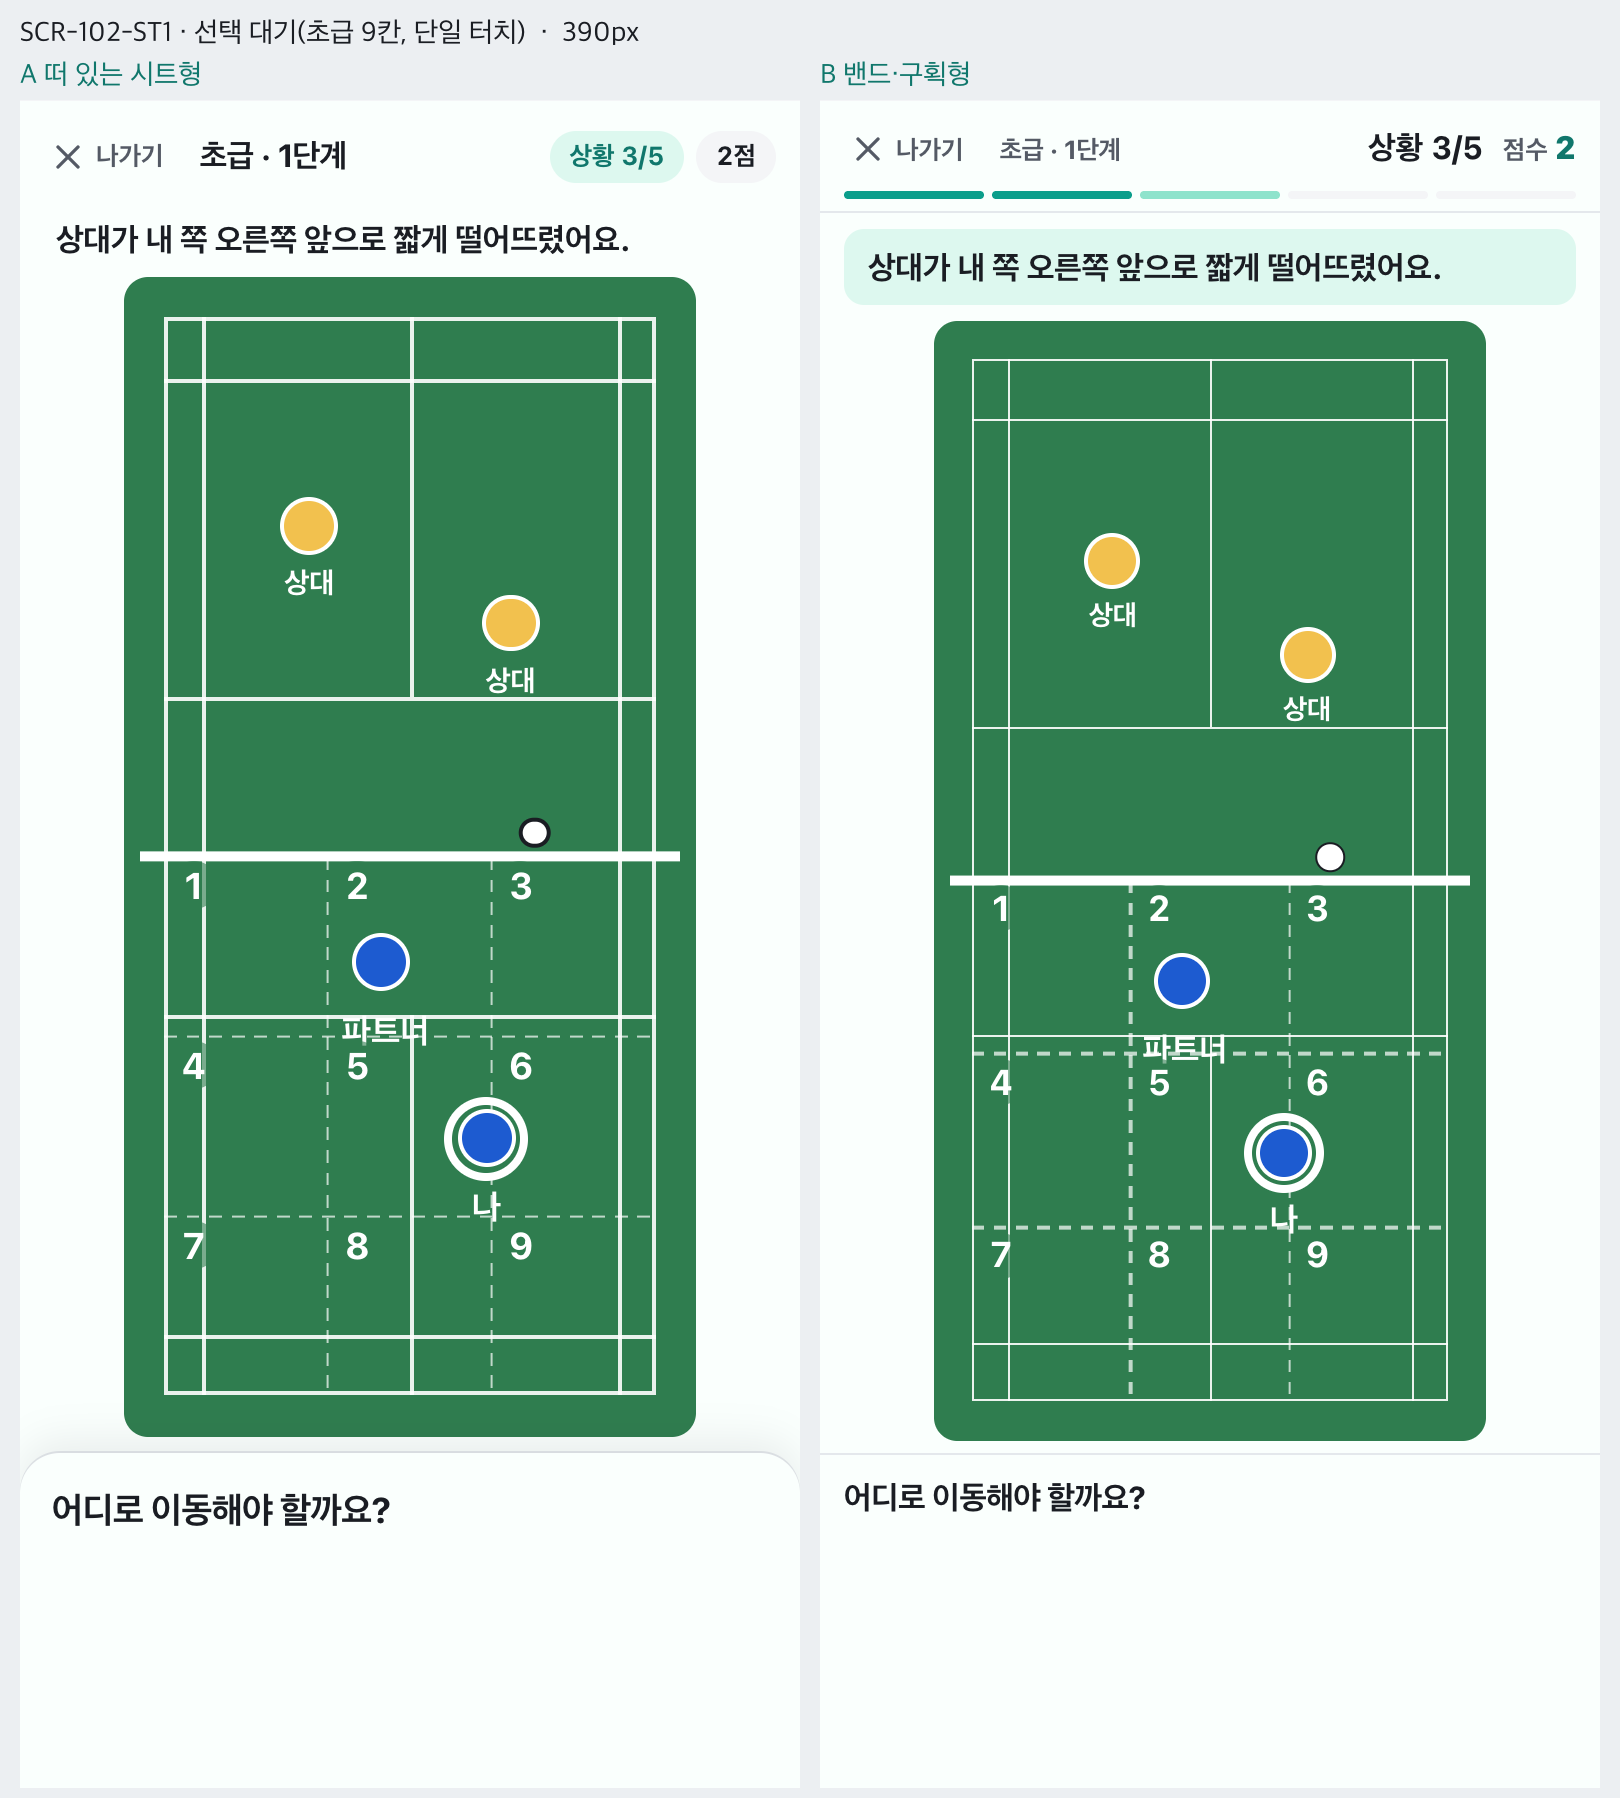 SCR-102-ST1 · 선택 대기(초급 9칸, 단일 터치) · 390px
A 떠 있는 시트형
나가기 초급 · 1단계 상황 3/5 2점
상대가 내 쪽 오른쪽 앞으로 짧게 떨어뜨렸어요.
상대
상대
1 2 3
파트너
4 5 6
나
7 8 9
어디로 이동해야 할까요?
B 밴드·구획형
나가기 초급 · 1단계 상황 3/5 점수 2
상대가 내 쪽 오른쪽 앞으로 짧게 떨어뜨렸어요.
상대
상대
1 2 3
파트너
4 5 6
나
7 8 9
어디로 이동해야 할까요?